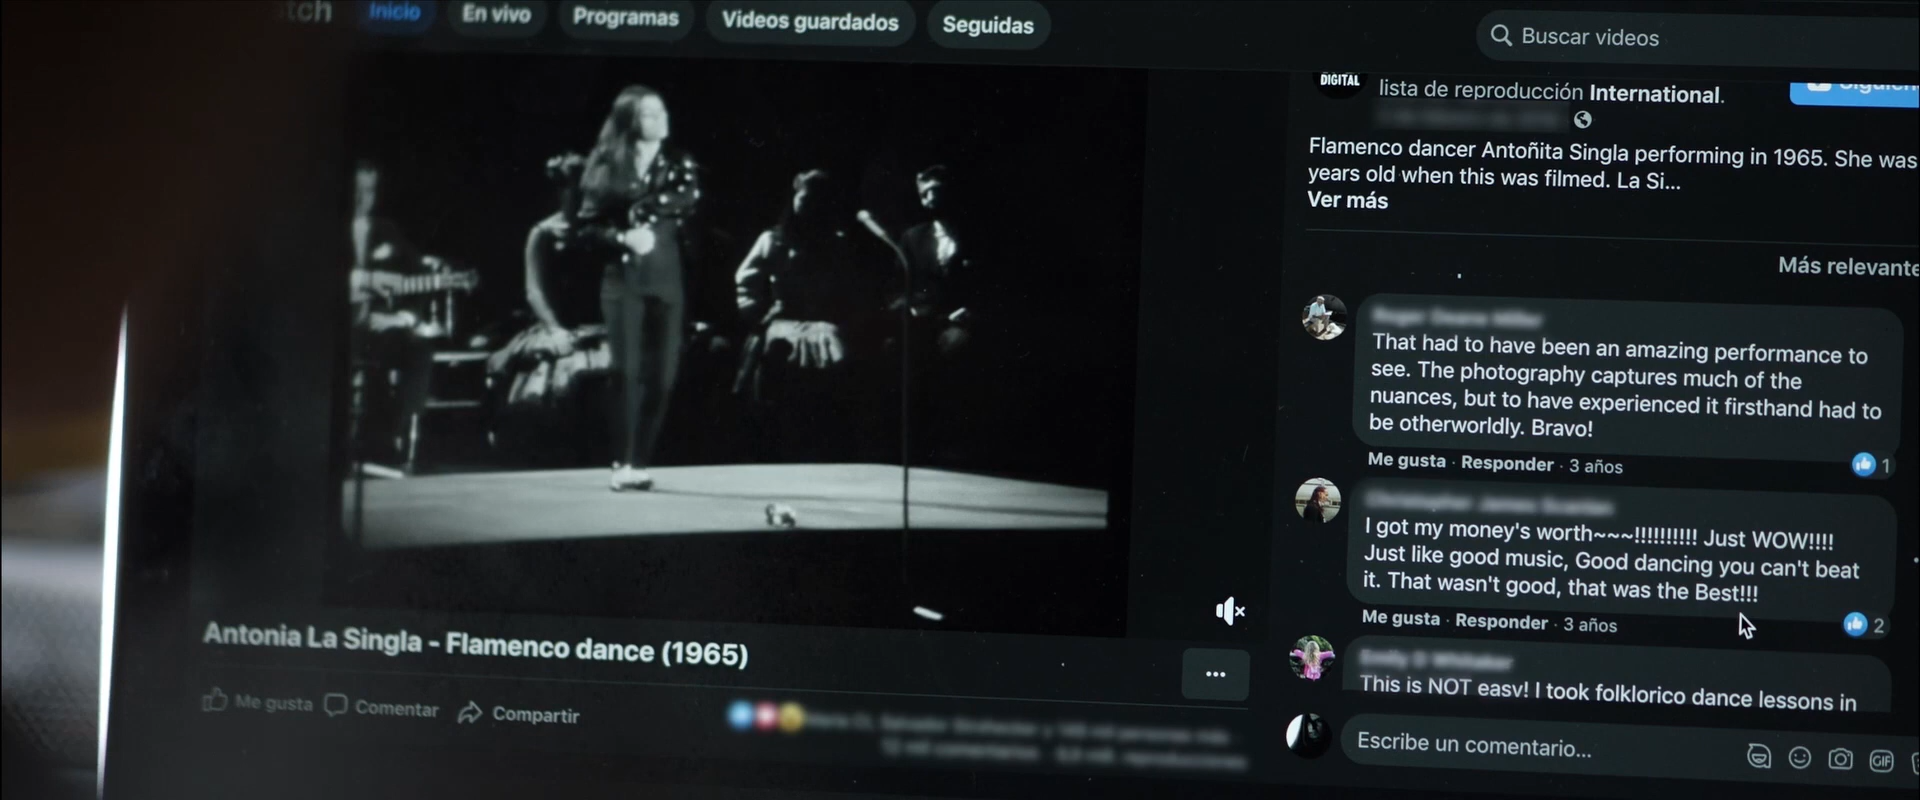 Inicio
En vivo
Programas
Videos guardados
Seguidas
Buscar videos
DIGITAL
lista de reproducción International.
Flamenco dancer Antoñita Singla performing in 1965. She was
years old when this was filmed. La Si...
Ver más
Más relevante
That had to have been an amazing performance to
see. The photography captures much of the
nuances, but to have experienced it firsthand had to
be otherworldly. Bravo!
Me gusta · Responder · 3 años
1
I got my money's worth~~~!!!!!!!!!! Just WOW!!!!
Just like good music, Good dancing you can't beat
it. That wasn't good, that was the Best!!!
Me gusta · Responder · 3 años
2
This is NOT easy! I took folklorico dance lessons in
Escribe un comentario...
GIF
Antonia La Singla - Flamenco dance (1965)
Me gusta
Comentar
Compartir